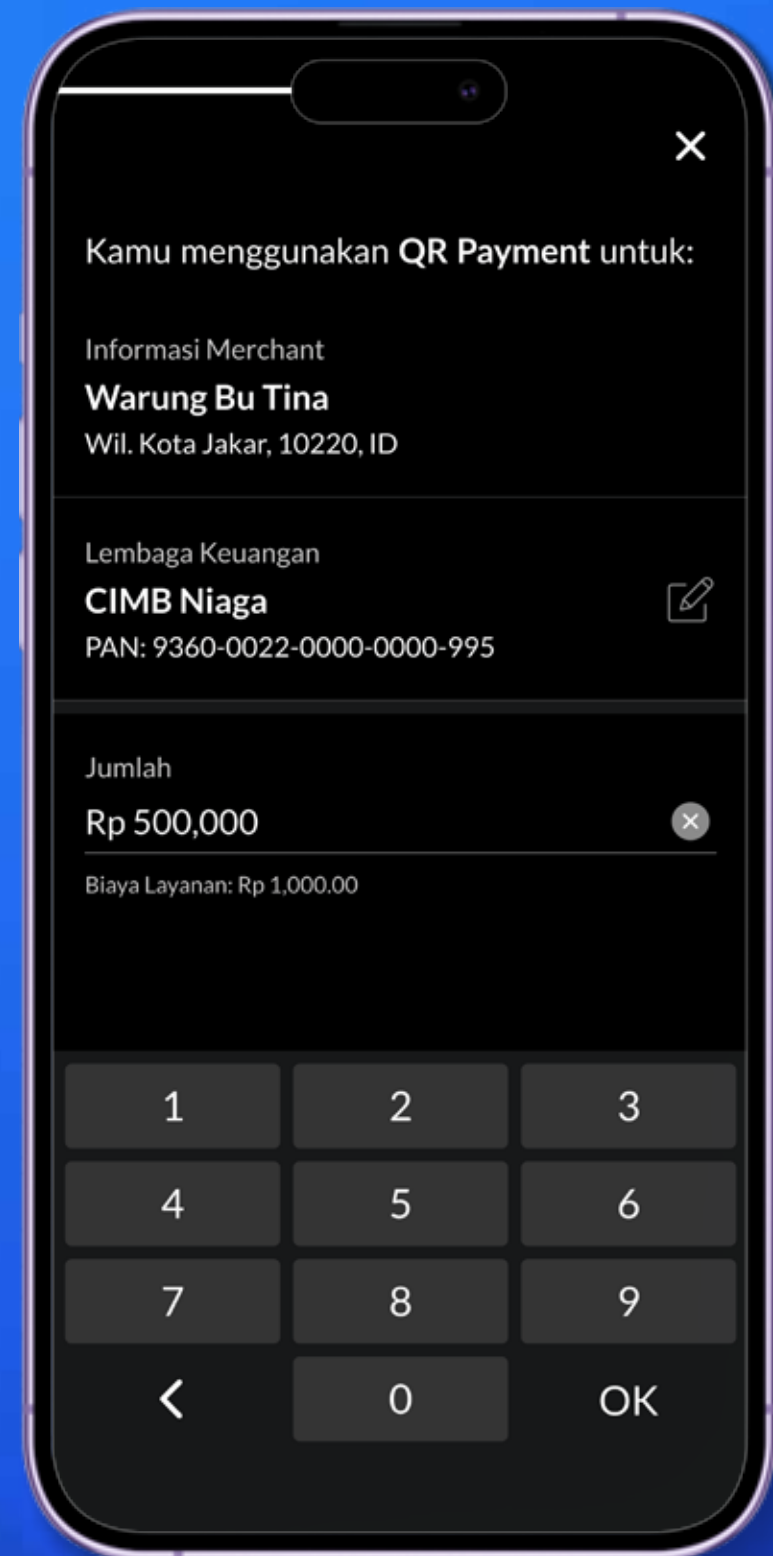 Kamu menggunakan QR Payment untuk:
Informasi Merchant
Warung Bu Tina
Wil. Kota Jakar, 10220, ID
Lembaga Keuangan
CIMB Niaga
PAN: 9360-0022-0000-0000-995
Jumlah
Rp 500,000
Biaya Layanan: Rp 1,000.00
1 2 3
4 5 6
7 8 9
0 OK